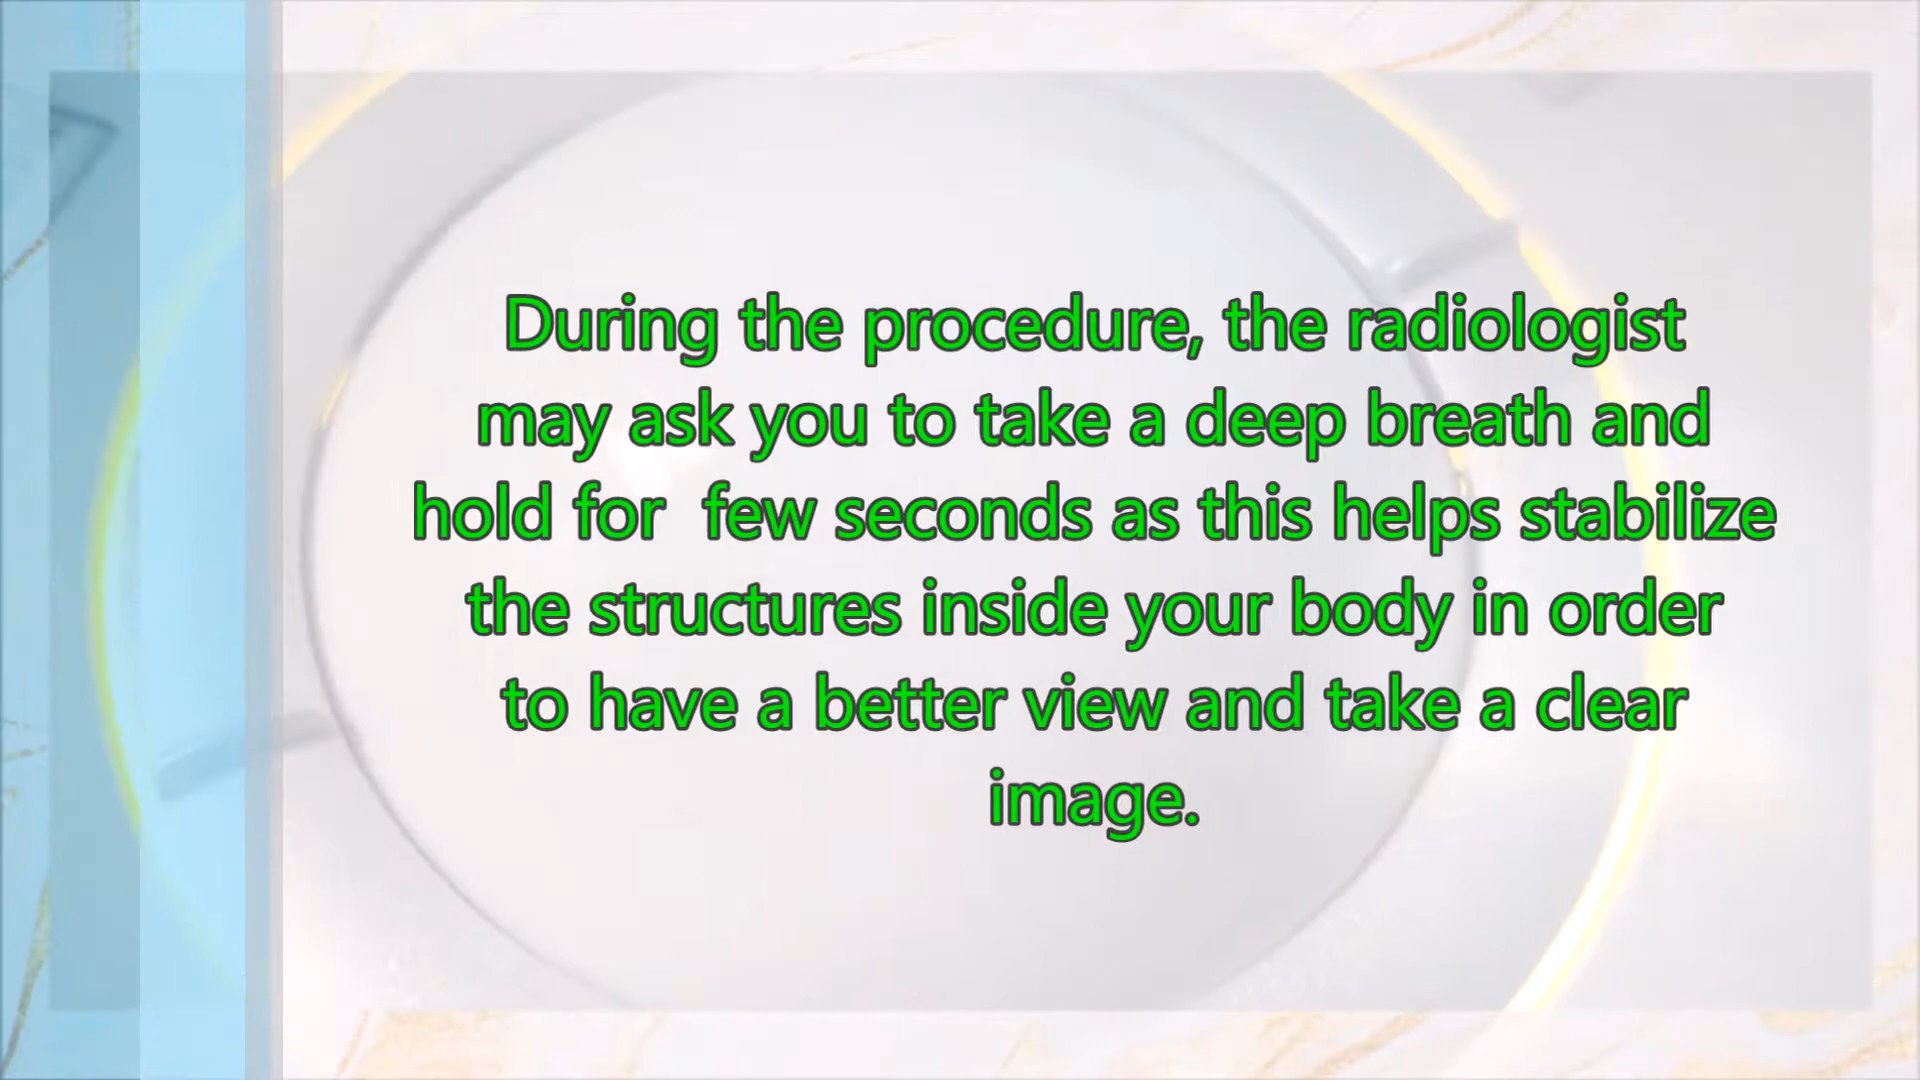 During the procedure, the radiologist
may ask you to take a deep breath and
hold for  few seconds as this helps stabilize
the structures inside your body in order
to have a better view and take a clear
image.